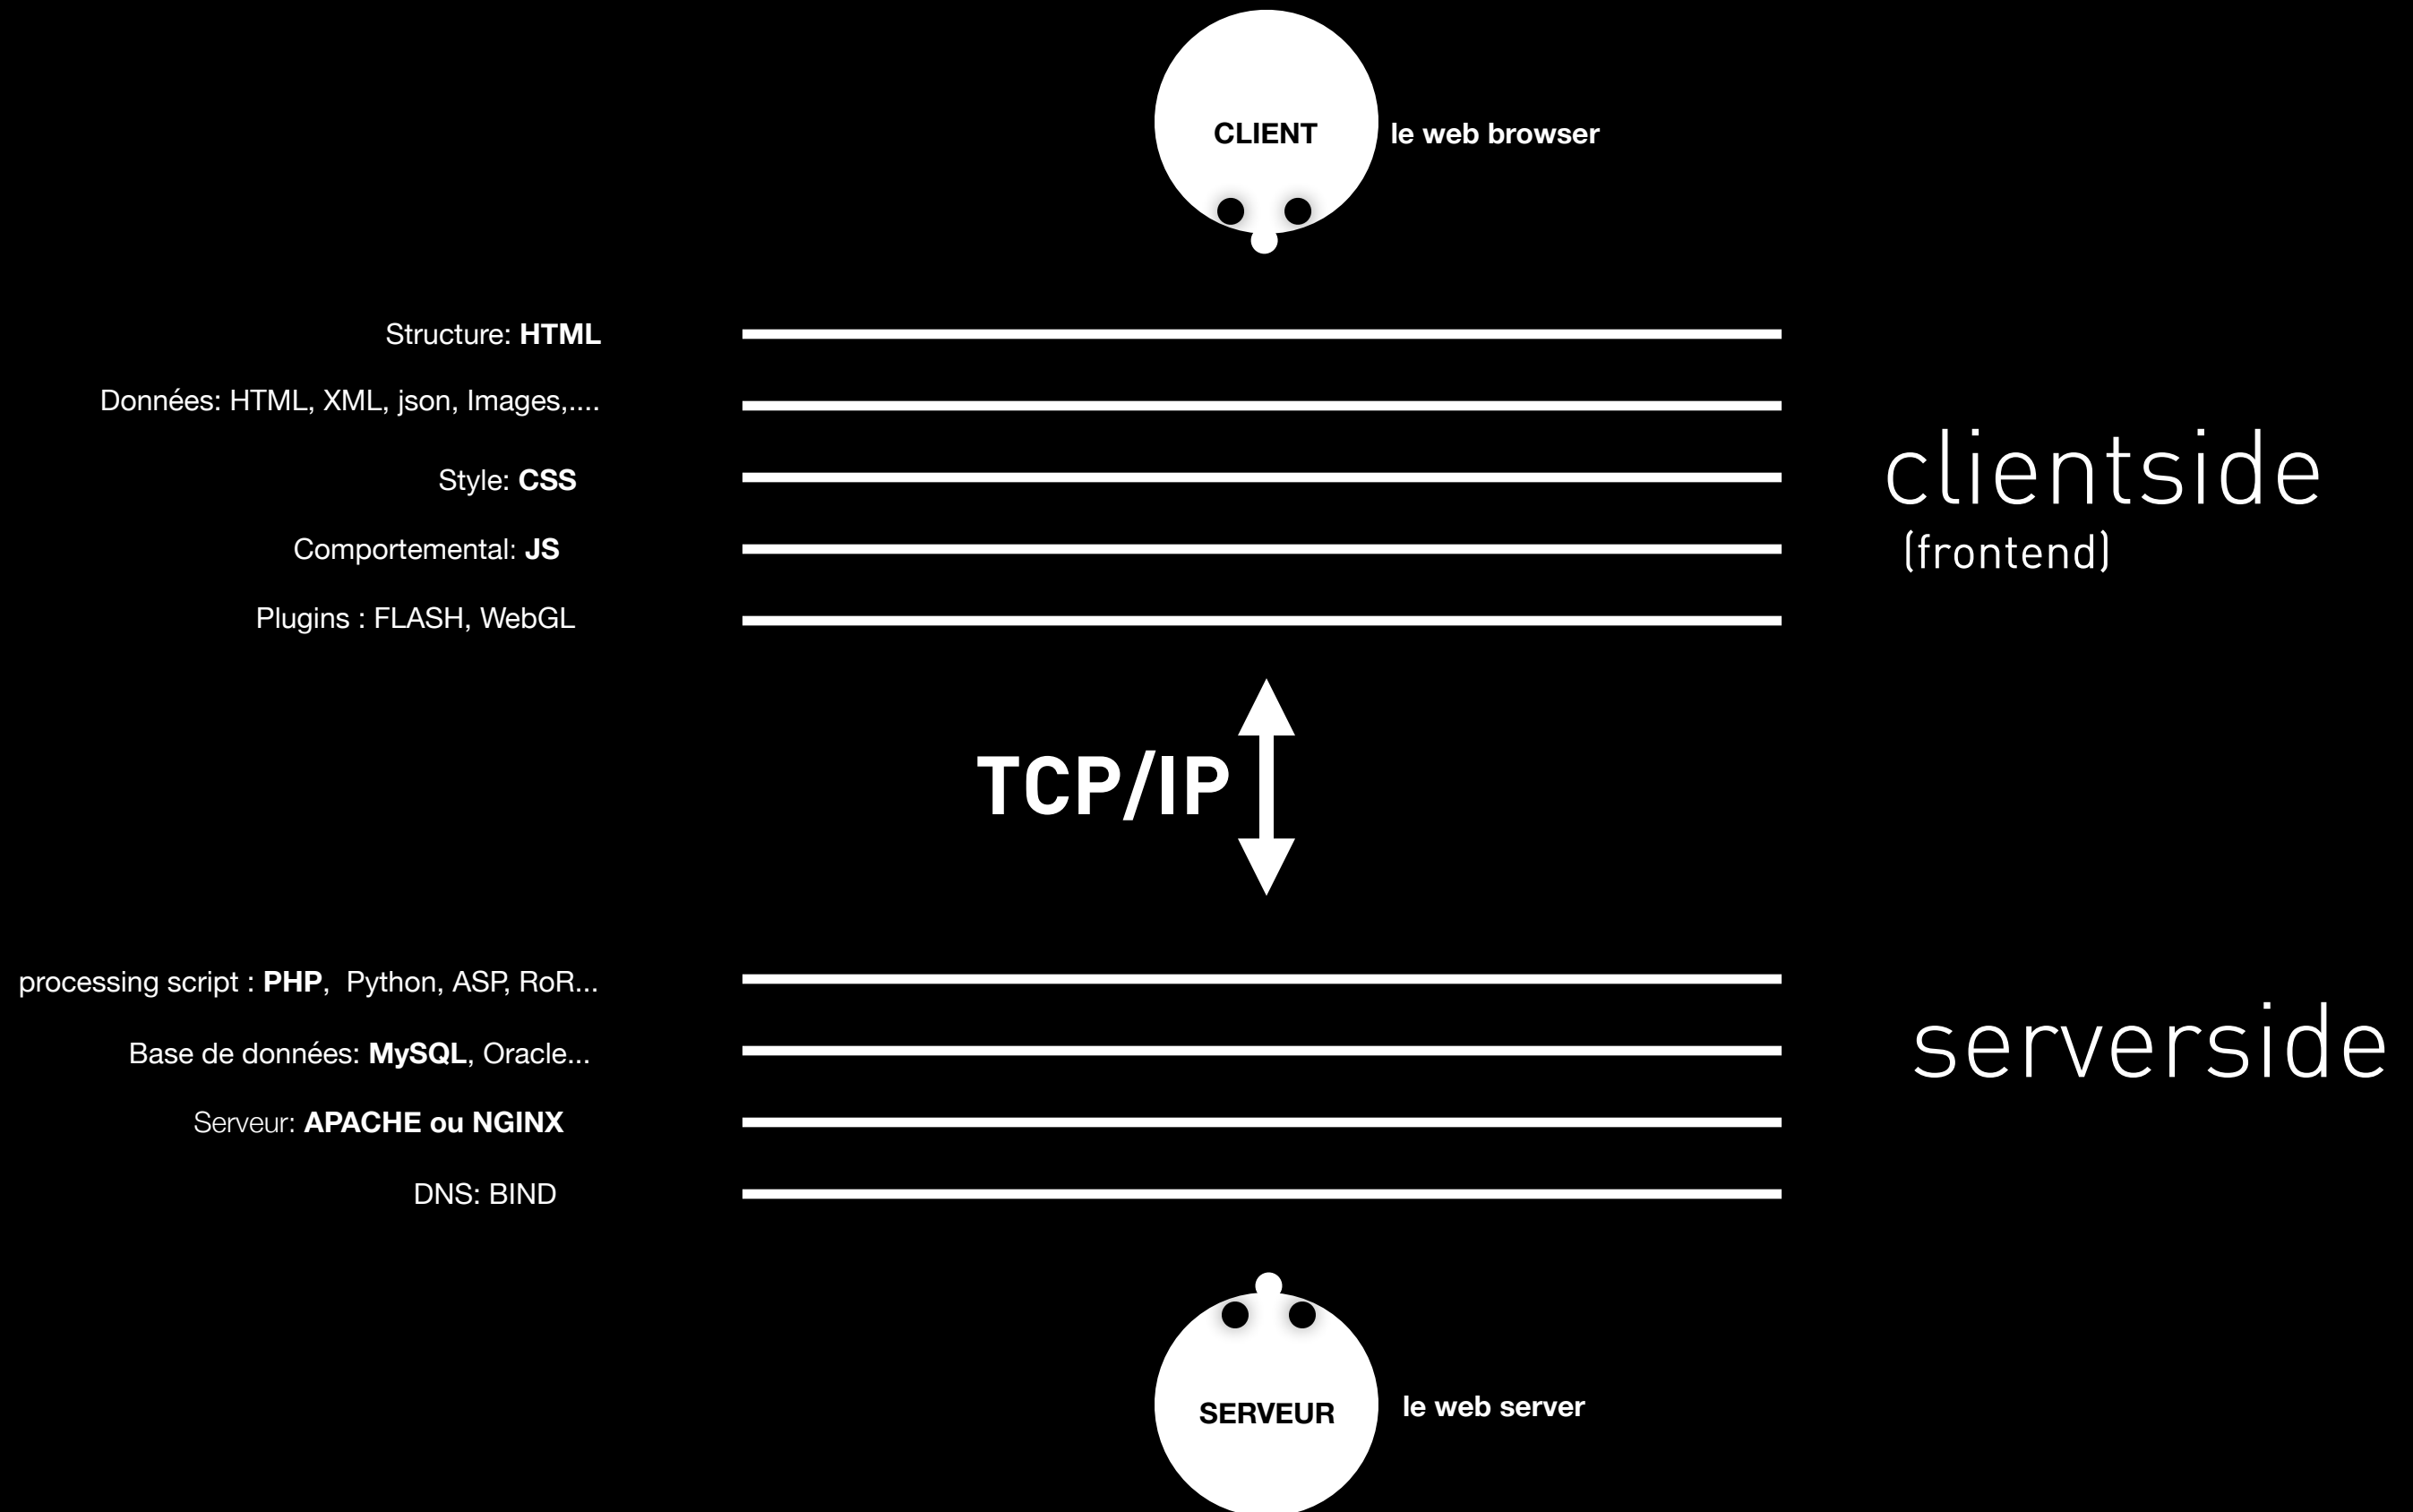 CLIENT
le web browser
Structure: HTML
Données: HTML, XML, json, Images,....
Style: CSS
Comportemental: JS
Plugins : FLASH, WebGL
clientside
(frontend)
TCP/IP
processing script : PHP, Python, ASP, RoR...
Base de données: MySQL, Oracle...
Serveur: APACHE ou NGINX
DNS: BIND
serverside
SERVEUR
le web server